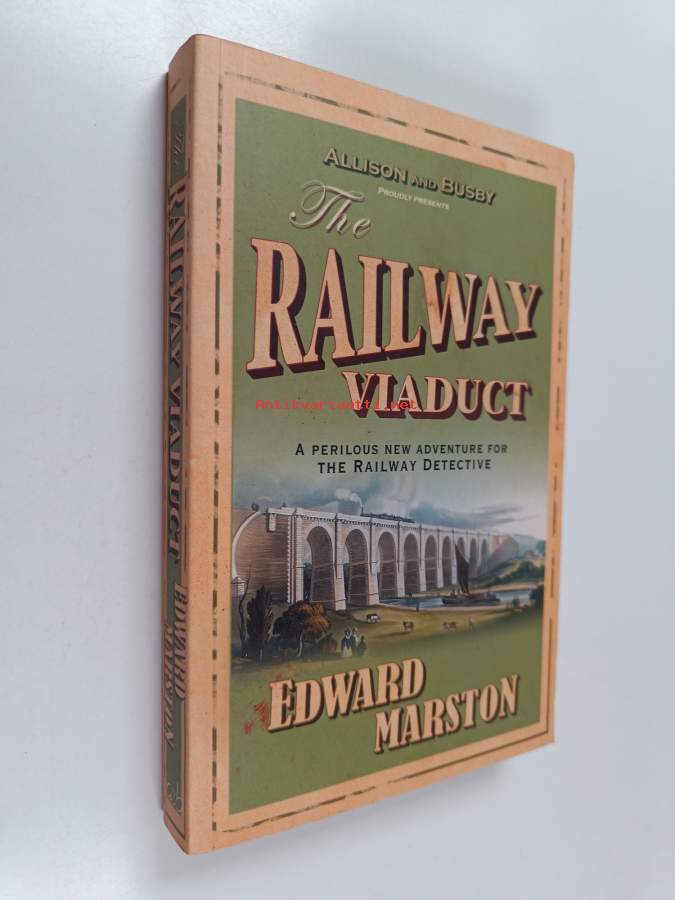 ALLISON AND BUSBY
PROUDLY PRESENTS
The
RAILWAY
VIADUCT
Antikvariaatti.net
A PERILOUS NEW ADVENTURE FOR
THE RAILWAY DETECTIVE
EDWARD
MARSTON
The RAILWAY VIADUCT
EDWARD
MARSTON
a&b